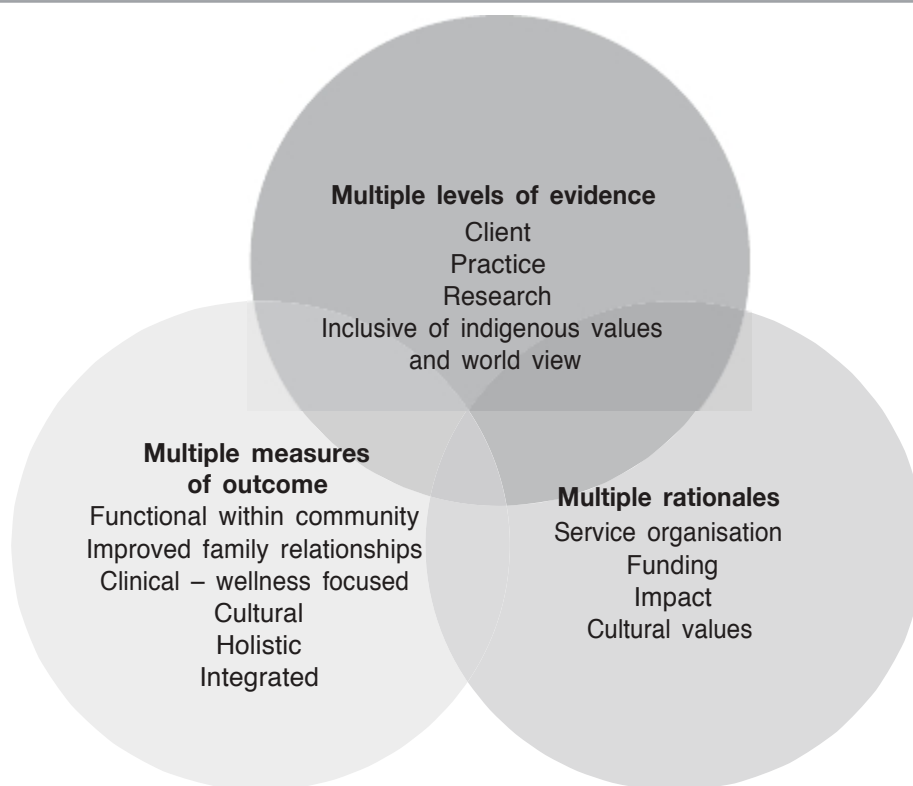 Multiple levels of evidence
Client
Practice
Research
Inclusive of indigenous values
and world view
Multiple measures
of outcome
Functional within community
Improved family relationships
Clinical – wellness focused
Cultural
Holistic
Integrated
Multiple rationales
Service organisation
Funding
Impact
Cultural values